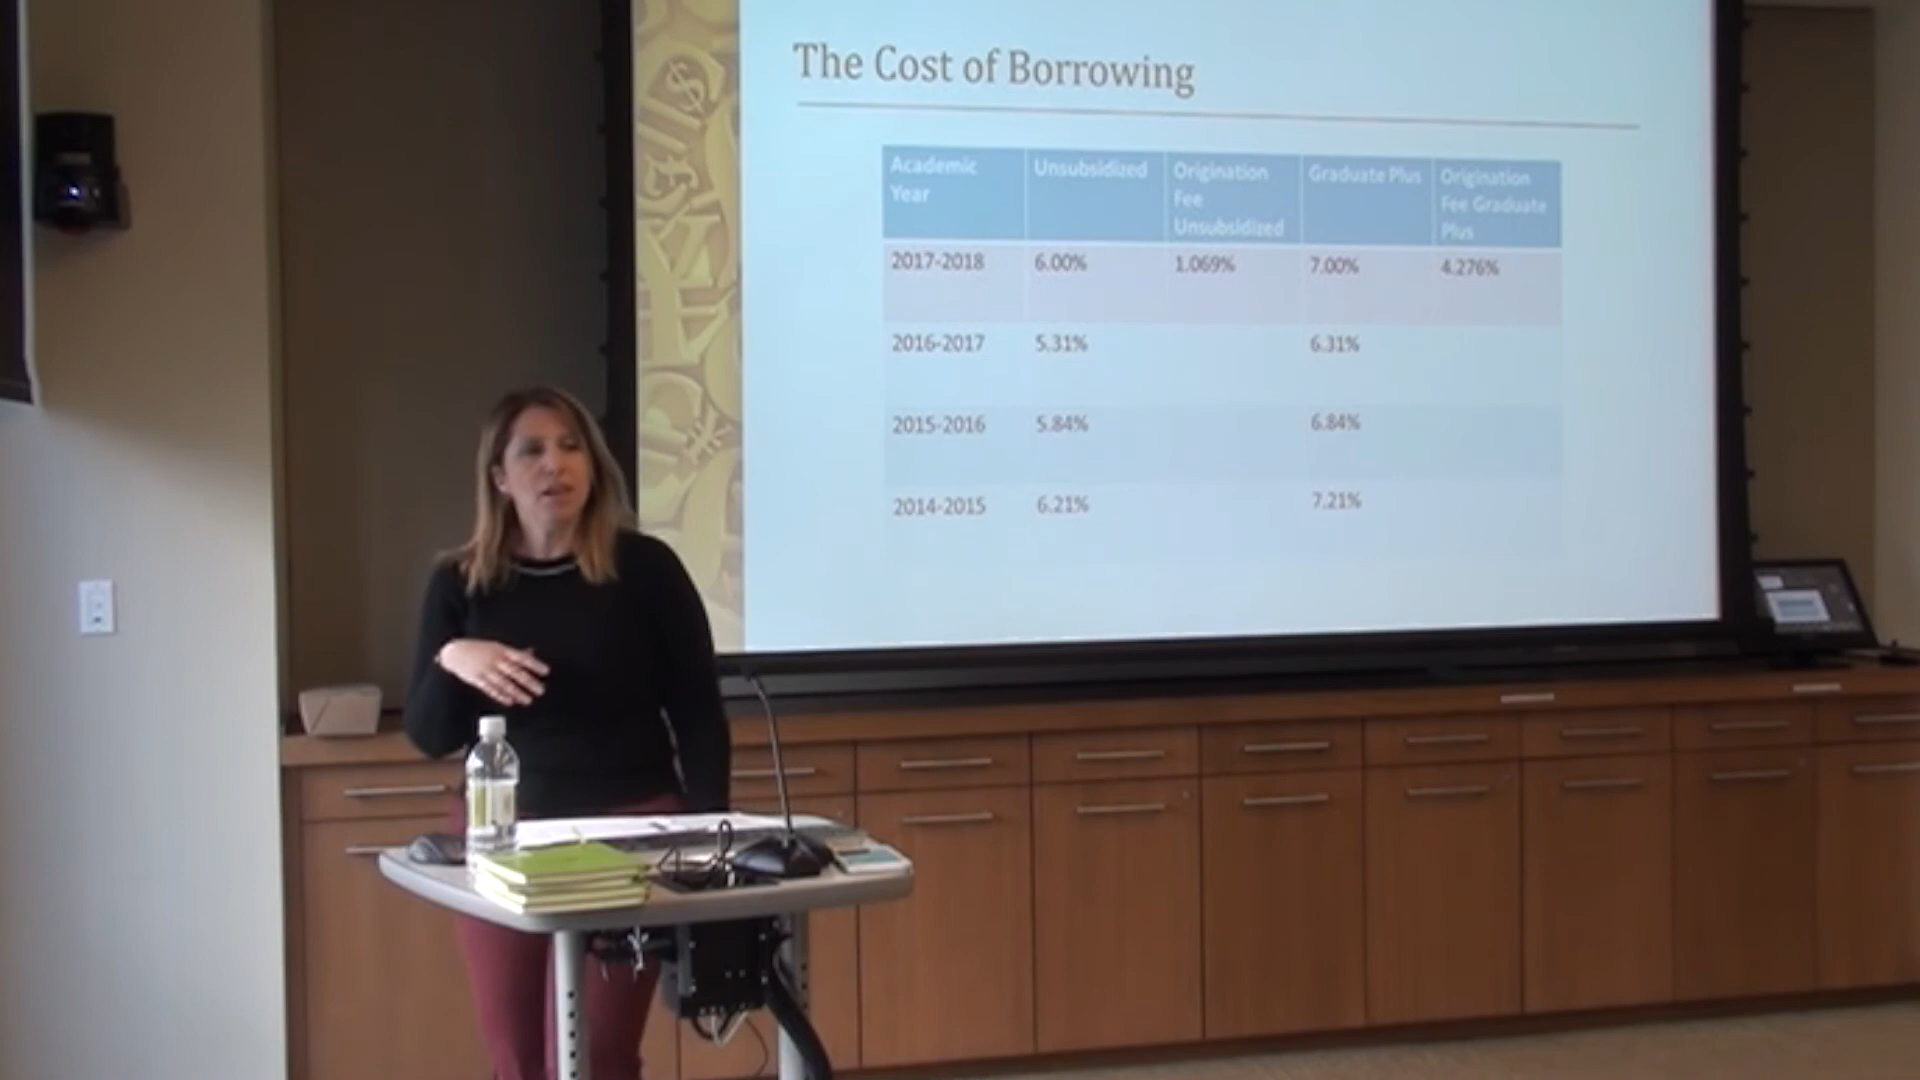 The Cost of Borrowing
Academic Year Unsubsidized Origination Fee Unsubsidized Graduate Plus Origination Fee Graduate Plus
2017-2018 6.00% 1.069% 7.00% 4.276%
2016-2017 5.31% 6.31%
2015-2016 5.84% 6.84%
2014-2015 6.21% 7.21%